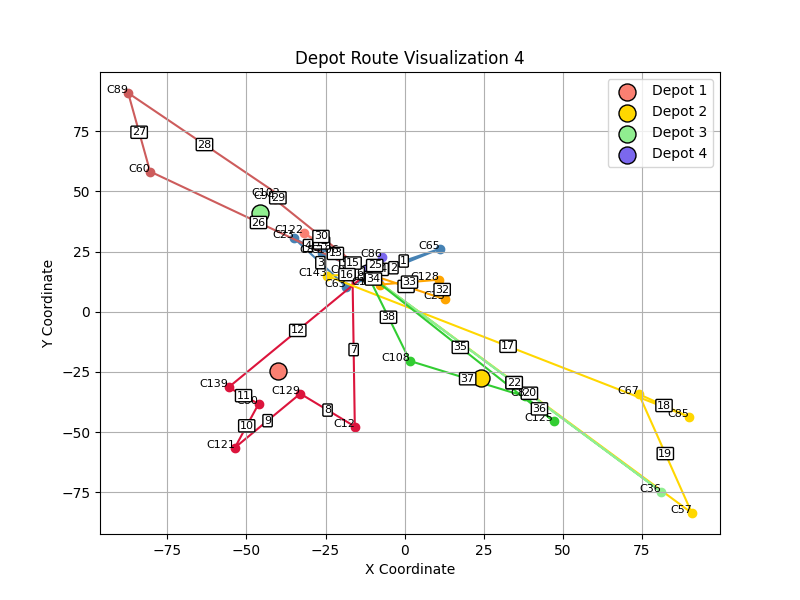 Depot Route Visualization 4
Depot 1
Depot 2
Depot 3
Depot 4
C89
27
28
C60
C102
29
26
C122
30
C23
C86
C65
13
3
15
25
2
1
C143
16
C63
34
33
C128
32
12
38
7
35
17
C108
37
22
20
C139
11
C129
36
C125
8
C12
9
10
C121
C67
18
C85
19
C36
C57
75
50
25
0
−25
−50
−75
Y Coordinate
−75
−50
−25
0
25
50
75
X Coordinate